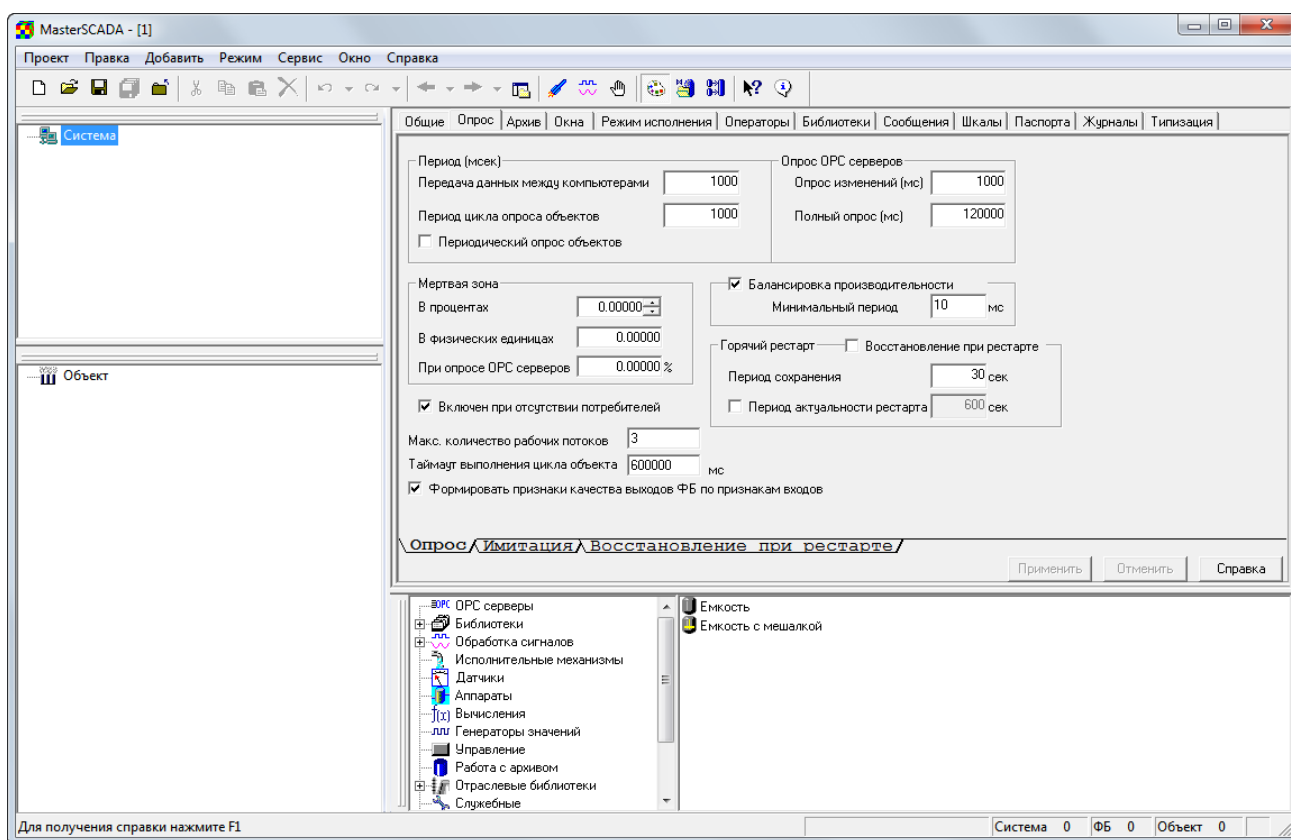 MasterSCADA - [1]
Проект Правка Добавить Режим Сервис Окно Справка
Система
Объект
Общие Опрос Архив Окна Режим исполнения Операторы Библиотеки Сообщения Шкалы Паспорта Журналы Типизация
Период (мсек)
Передача данных между компьютерами 1000
Период цикла опроса объектов 1000
Периодический опрос объектов
Опрос OPC серверов
Опрос изменений (мс) 1000
Полный опрос (мс) 120000
Мертвая зона
В процентах 0.00000
В физических единицах 0.00000
При опросе OPC серверов 0.00000 %
Балансировка производительности
Минимальный период 10 мс
Горячий рестарт Восстановление при рестарте
Период сохранения 30 сек
Период актуальности рестарта 600 сек
Включен при отсутствии потребителей
Макс. количество рабочих потоков 3
Таймаут выполнения цикла объекта 600000 мс
Формировать признаки качества выходов ФБ по признакам входов
Опрос Имитация Восстановление при рестарте
Применить Отменить Справка
OPC OPC серверы
Библиотеки
Обработка сигналов
Исполнительные механизмы
Датчики
Аппараты
f(x) Вычисления
Генераторы значений
Управление
Работа с архивом
Отраслевые библиотеки
Служебные
Емкость
Емкость с мешалкой
Для получения справки нажмите F1
Система 0 ФБ 0 Объект 0